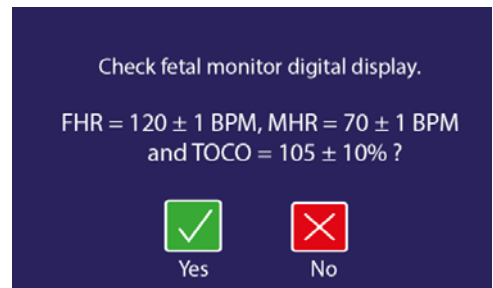 Check fetal monitor digital display.
FHR = 120 ± 1 BPM, MHR = 70 ± 1 BPM
and TOCO = 105 ± 10% ?
Yes No